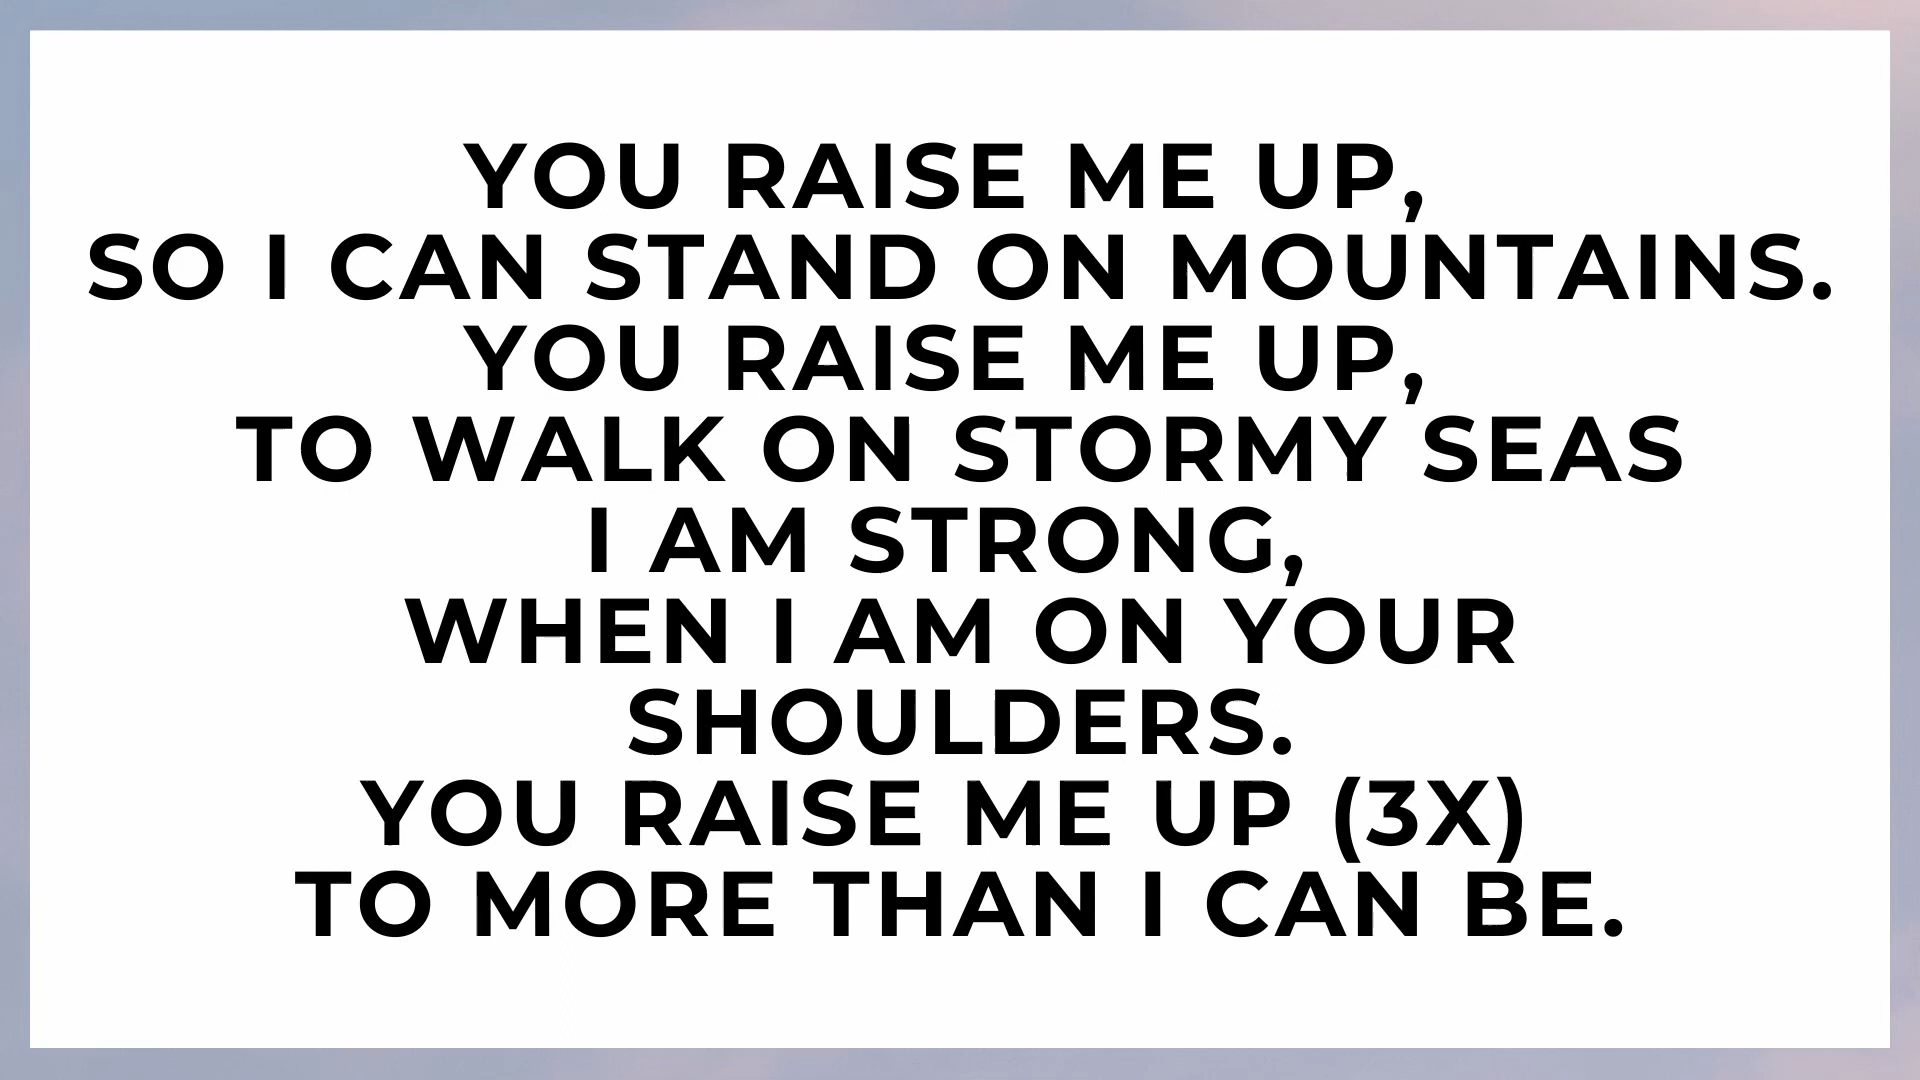 YOU RAISE ME UP,
SO I CAN STAND ON MOUNTAINS.
YOU RAISE ME UP,
TO WALK ON STORMY SEAS
I AM STRONG,
WHEN I AM ON YOUR
SHOULDERS.
YOU RAISE ME UP (3X)
TO MORE THAN I CAN BE.